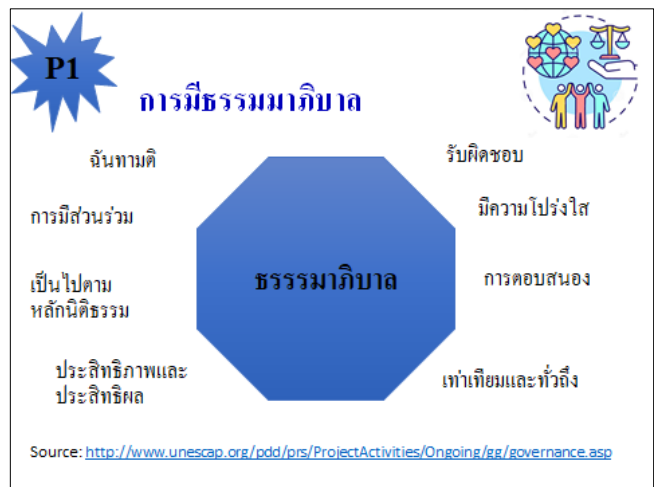 P1
การมีธรรมมาภิบาล
ฉันทามติ
รับผิดชอบ
การมีส่วนร่วม
มีความโปร่งใส
เป็นไปตาม
หลักนิติธรรม
ธรรรมาภิบาล
การตอบสนอง
ประสิทธิภาพและ
ประสิทธิผล
เท่าเทียมและทั่วถึ่ง
Source: http://www.unescap.org/pdd/prs/ProjectActivities/Ongoing/gg/governance.asp